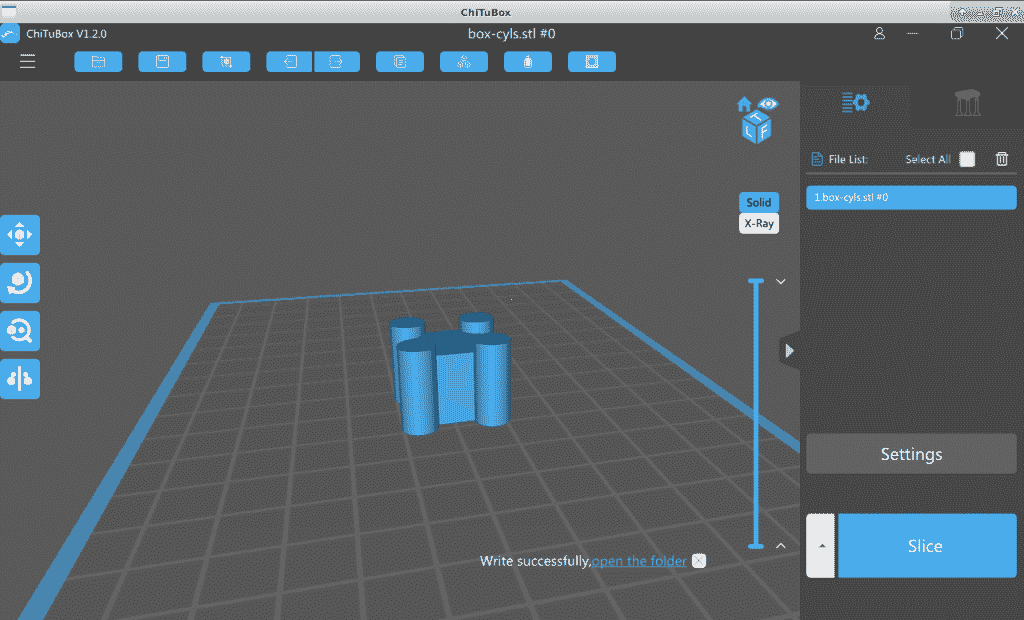 ChiTuBox
ChiTuBox V1.2.0
box-cyls.stl #0
T
L F
File List:
Select All
1.box-cyls.stl #0
Solid
X-Ray
Settings
Slice
Write successfully,open the folder